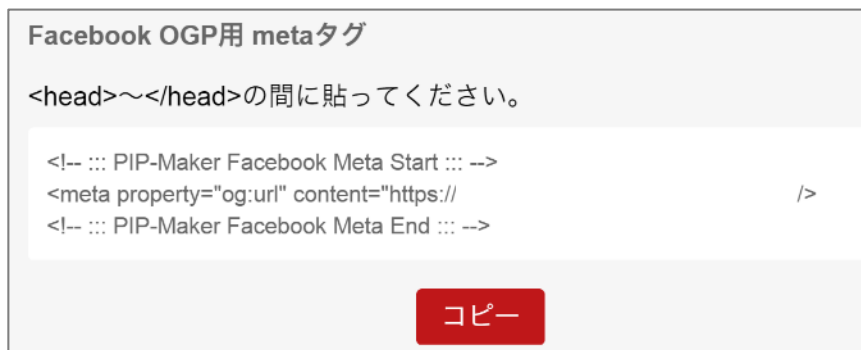 Facebook OGP用 metaタグ
<head>～</head>の間に貼ってください。
<!-- ::: PIP-Maker Facebook Meta Start ::: -->
<meta property="og:url" content="https:// />
<!-- ::: PIP-Maker Facebook Meta End ::: -->
コピー